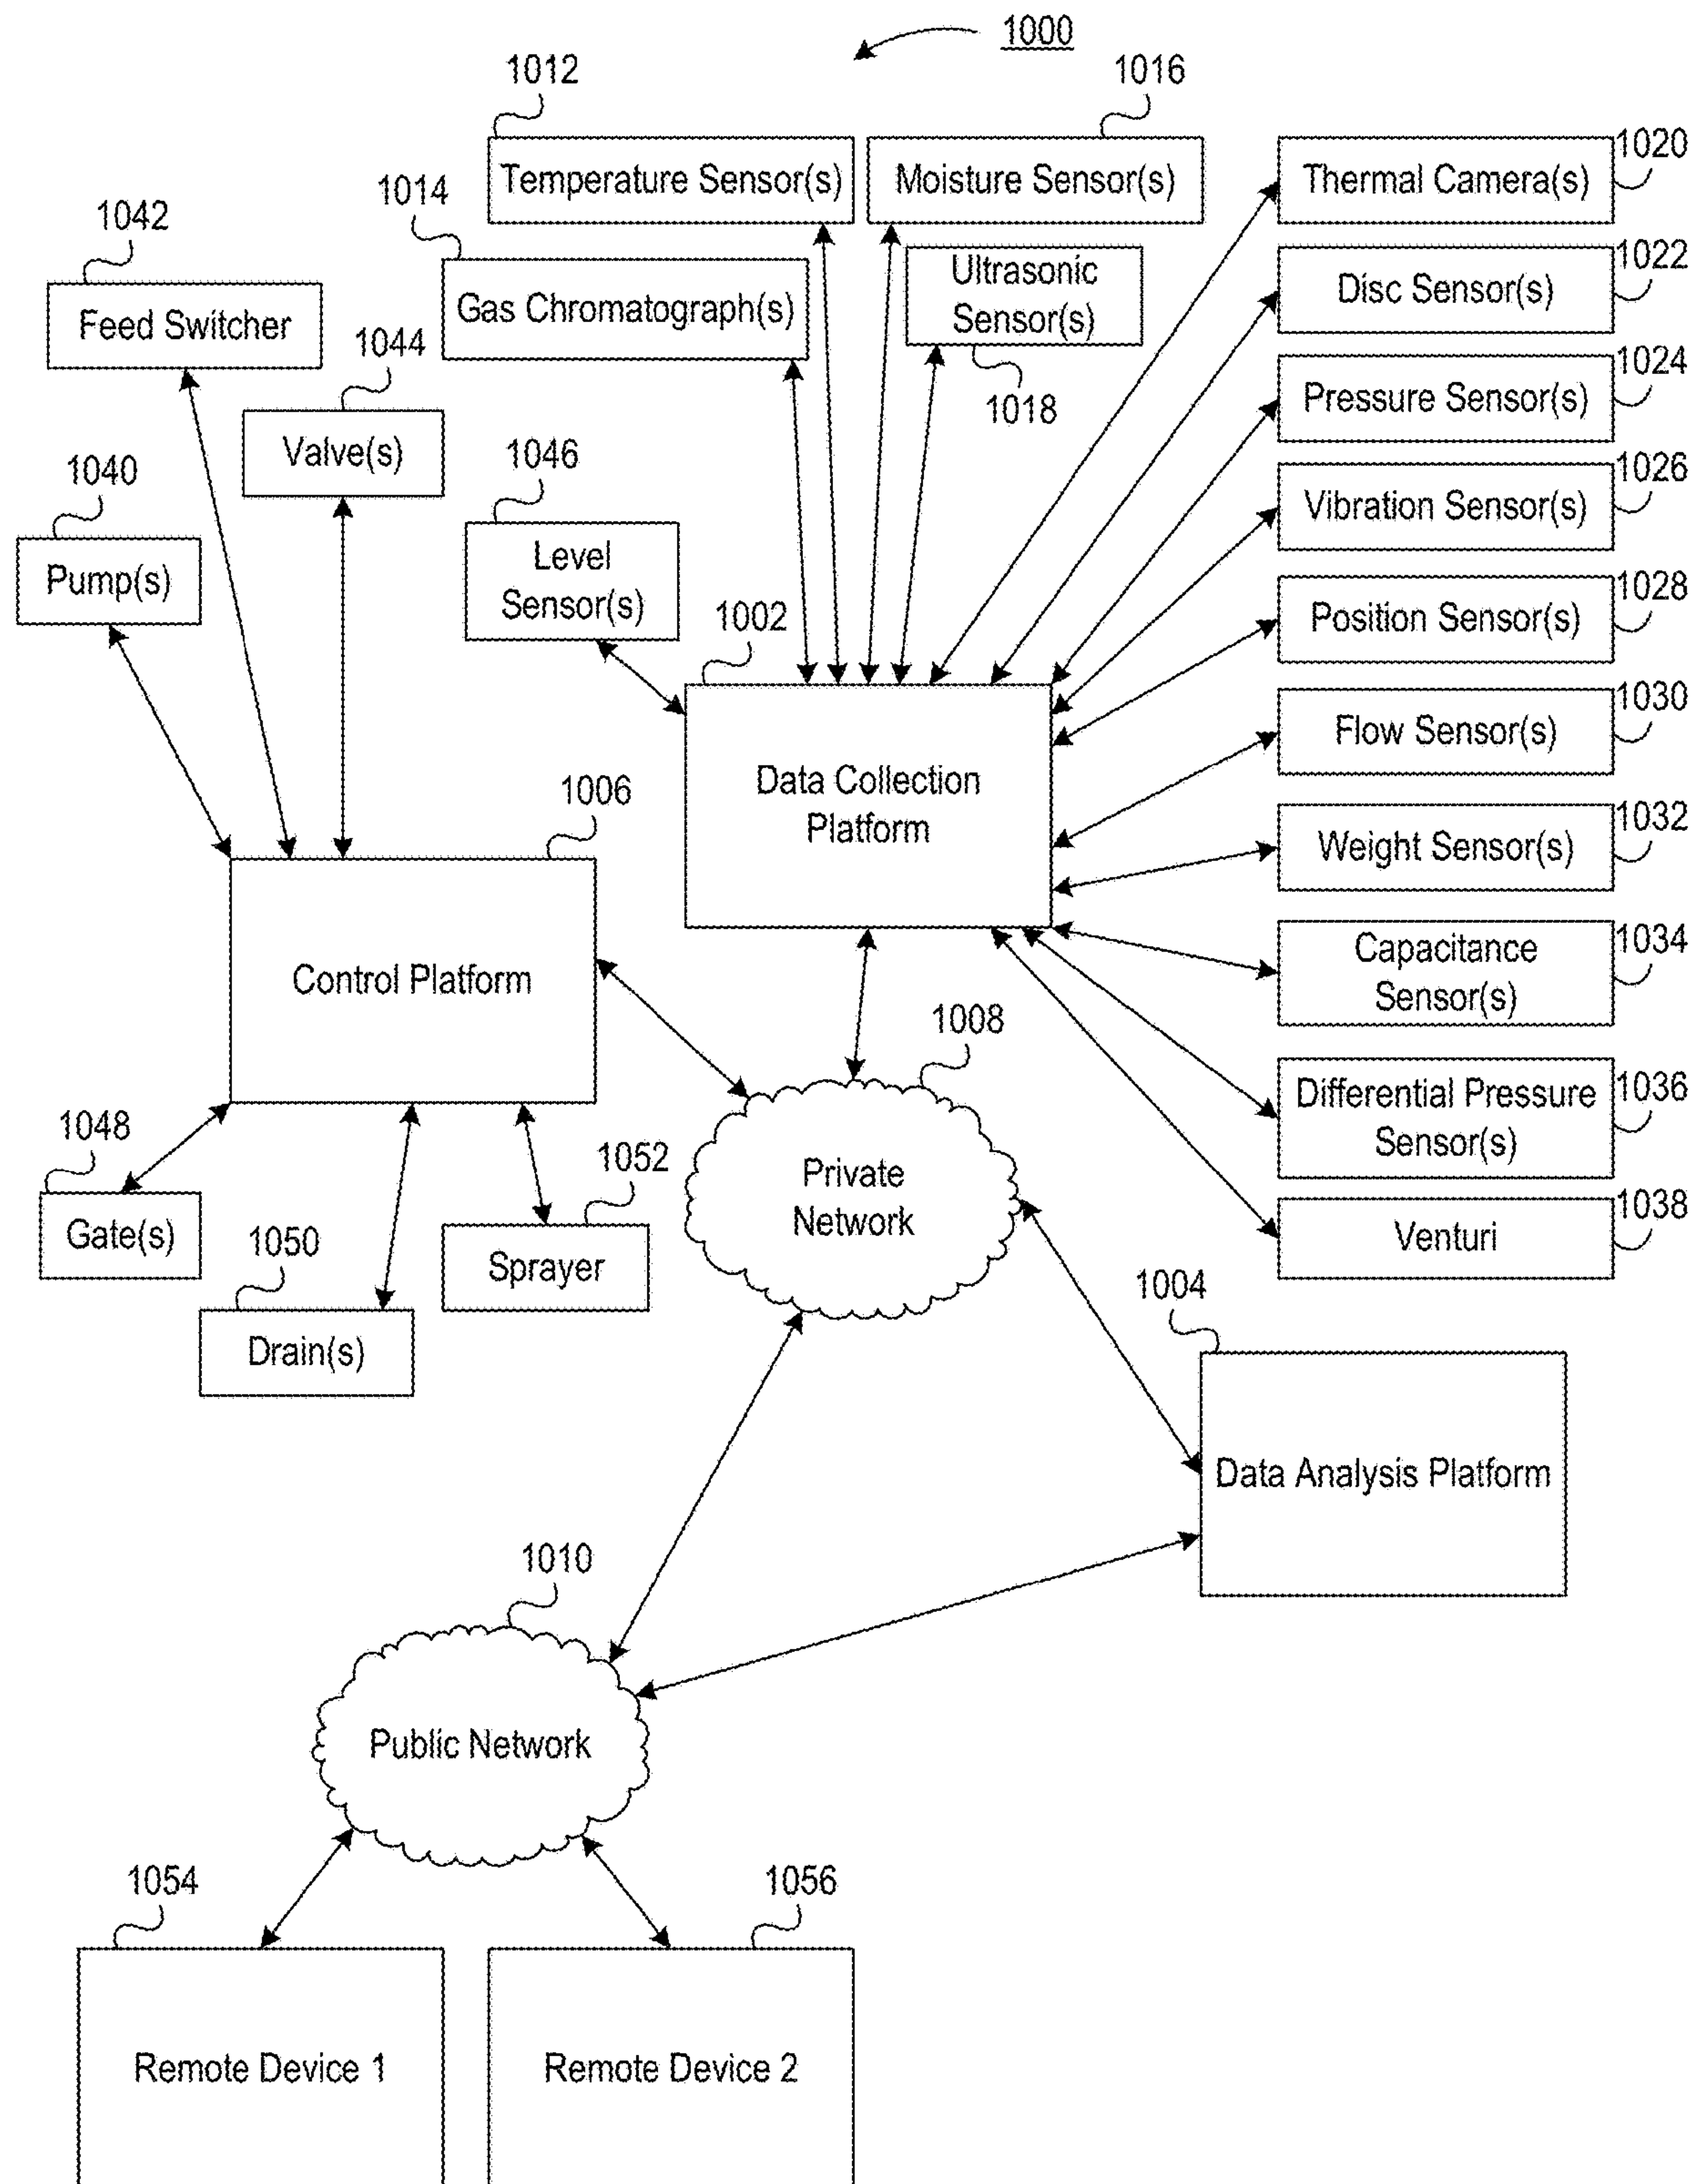 1000
1012
1016
Temperature Sensor(s)
Moisture Sensor(s)
Thermal Camera(s)
1020
1014
Gas Chromatograph(s)
Ultrasonic
Sensor(s)
1018
Disc Sensor(s)
1022
1042
Feed Switcher
1044
Valve(s)
Pressure Sensor(s)
1024
1040
Pump(s)
1046
Level
Sensor(s)
Vibration Sensor(s)
1026
Position Sensor(s)
1028
1002
Data Collection
Platform
Flow Sensor(s)
1030
1006
Control Platform
Weight Sensor(s)
1032
Capacitance
Sensor(s)
1034
1008
Private
Network
Differential Pressure
Sensor(s)
1036
1048
Gate(s)
1050
Drain(s)
1052
Sprayer
Venturi
1038
1004
Data Analysis Platform
1010
Public Network
1054
Remote Device 1
1056
Remote Device 2